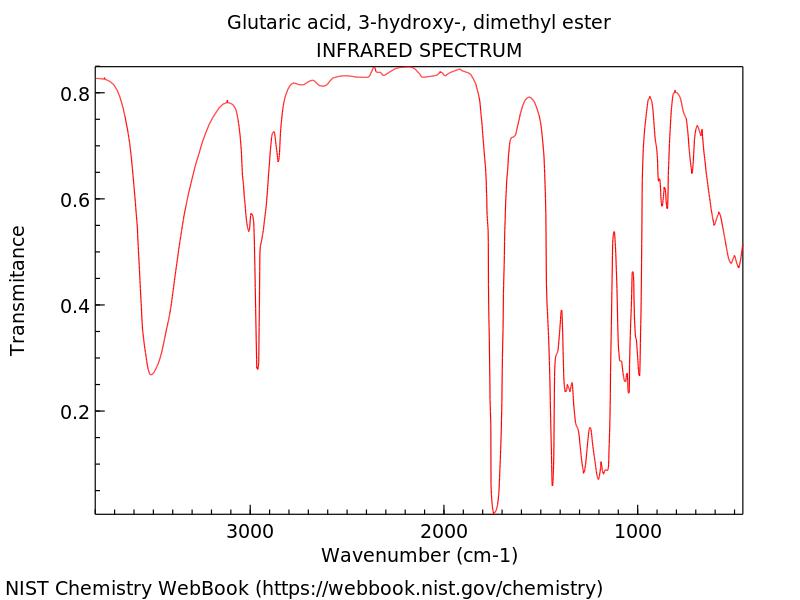 Glutaric acid, 3-hydroxy-, dimethyl ester
INFRARED SPECTRUM
Transmitance
0.8
0.6
0.4
0.2
3000 2000 1000
Wavenumber (cm-1)
NIST Chemistry WebBook (https://webbook.nist.gov/chemistry)